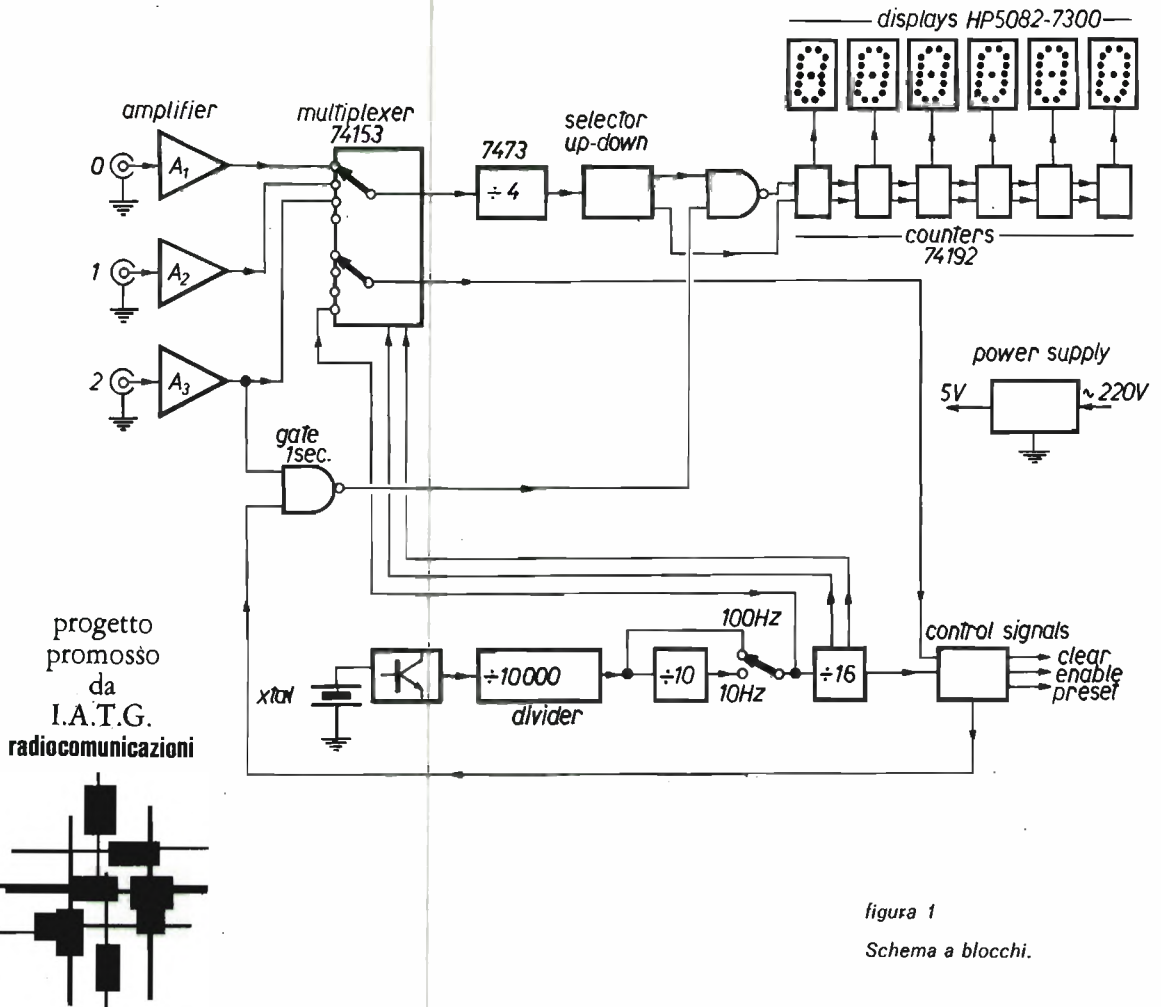 displays HP5082-7300
amplifier
multiplexer
74153
selector
up-down
7473
0
A1
÷4
counters
74192
1
A2
2
A3
power supply
5V
~220V
gate
1sec.
progetto
promosso
da
I.A.T.G.
radiocomunicazioni
100Hz
control signals
xtal
÷10000
÷10
÷16
clear
enable
preset
10Hz
divider
figura 1
Schema a blocchi.